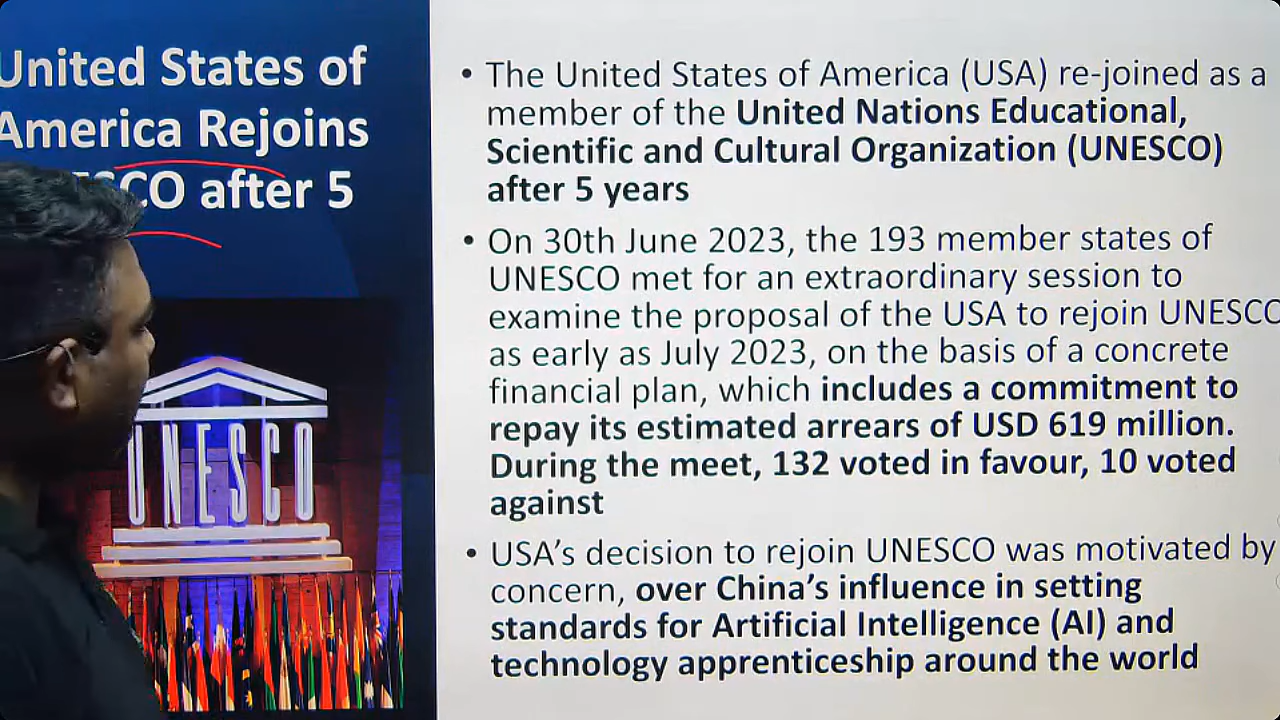 United States of
America Rejoins
after 5
UNESCO
• The United States of America (USA) re-joined as a
member of the United Nations Educational,
Scientific and Cultural Organization (UNESCO)
after 5 years
• On 30th June 2023, the 193 member states of
UNESCO met for an extraordinary session to
examine the proposal of the USA to rejoin UNESCO
as early as July 2023, on the basis of a concrete
financial plan, which includes a commitment to
repay its estimated arrears of USD 619 million.
During the meet, 132 voted in favour, 10 voted
against
• USA’s decision to rejoin UNESCO was motivated by
concern, over China’s influence in setting
standards for Artificial Intelligence (AI) and
technology apprenticeship around the world